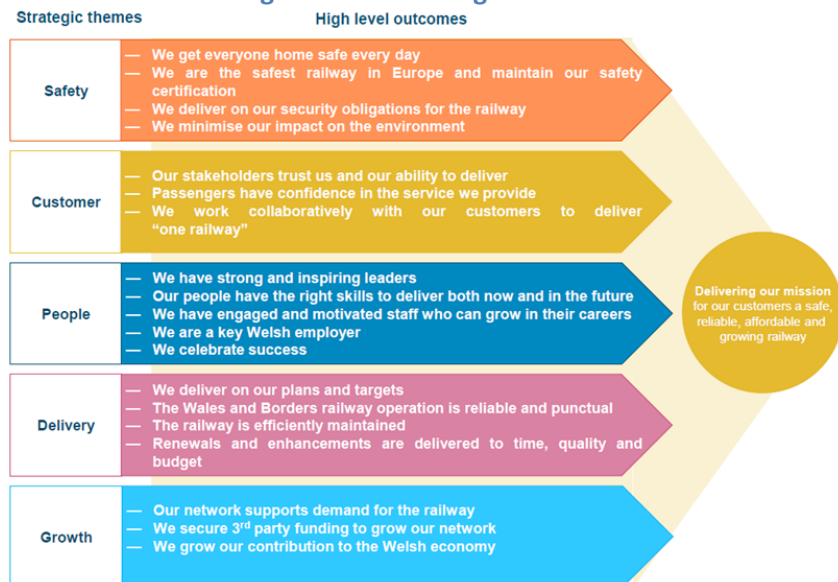 Strategic themes
High level outcomes
Safety
— We get everyone home safe every day
— We are the safest railway in Europe and maintain our safety
certification
— We deliver on our security obligations for the railway
— We minimise our impact on the environment
Customer
— Our stakeholders trust us and our ability to deliver
— Passengers have confidence in the service we provide
— We work collaboratively with our customers to deliver
“one railway”
People
— We have strong and inspiring leaders
— Our people have the right skills to deliver both now and in the future
— We have engaged and motivated staff who can grow in their careers
— We are a key Welsh employer
— We celebrate success
Delivery
— We deliver on our plans and targets
— The Wales and Borders railway operation is reliable and punctual
— The railway is efficiently maintained
— Renewals and enhancements are delivered to time, quality and
budget
Growth
— Our network supports demand for the railway
— We secure 3rd party funding to grow our network
— We grow our contribution to the Welsh economy
Delivering our mission
for our customers a safe,
reliable, affordable and
growing railway